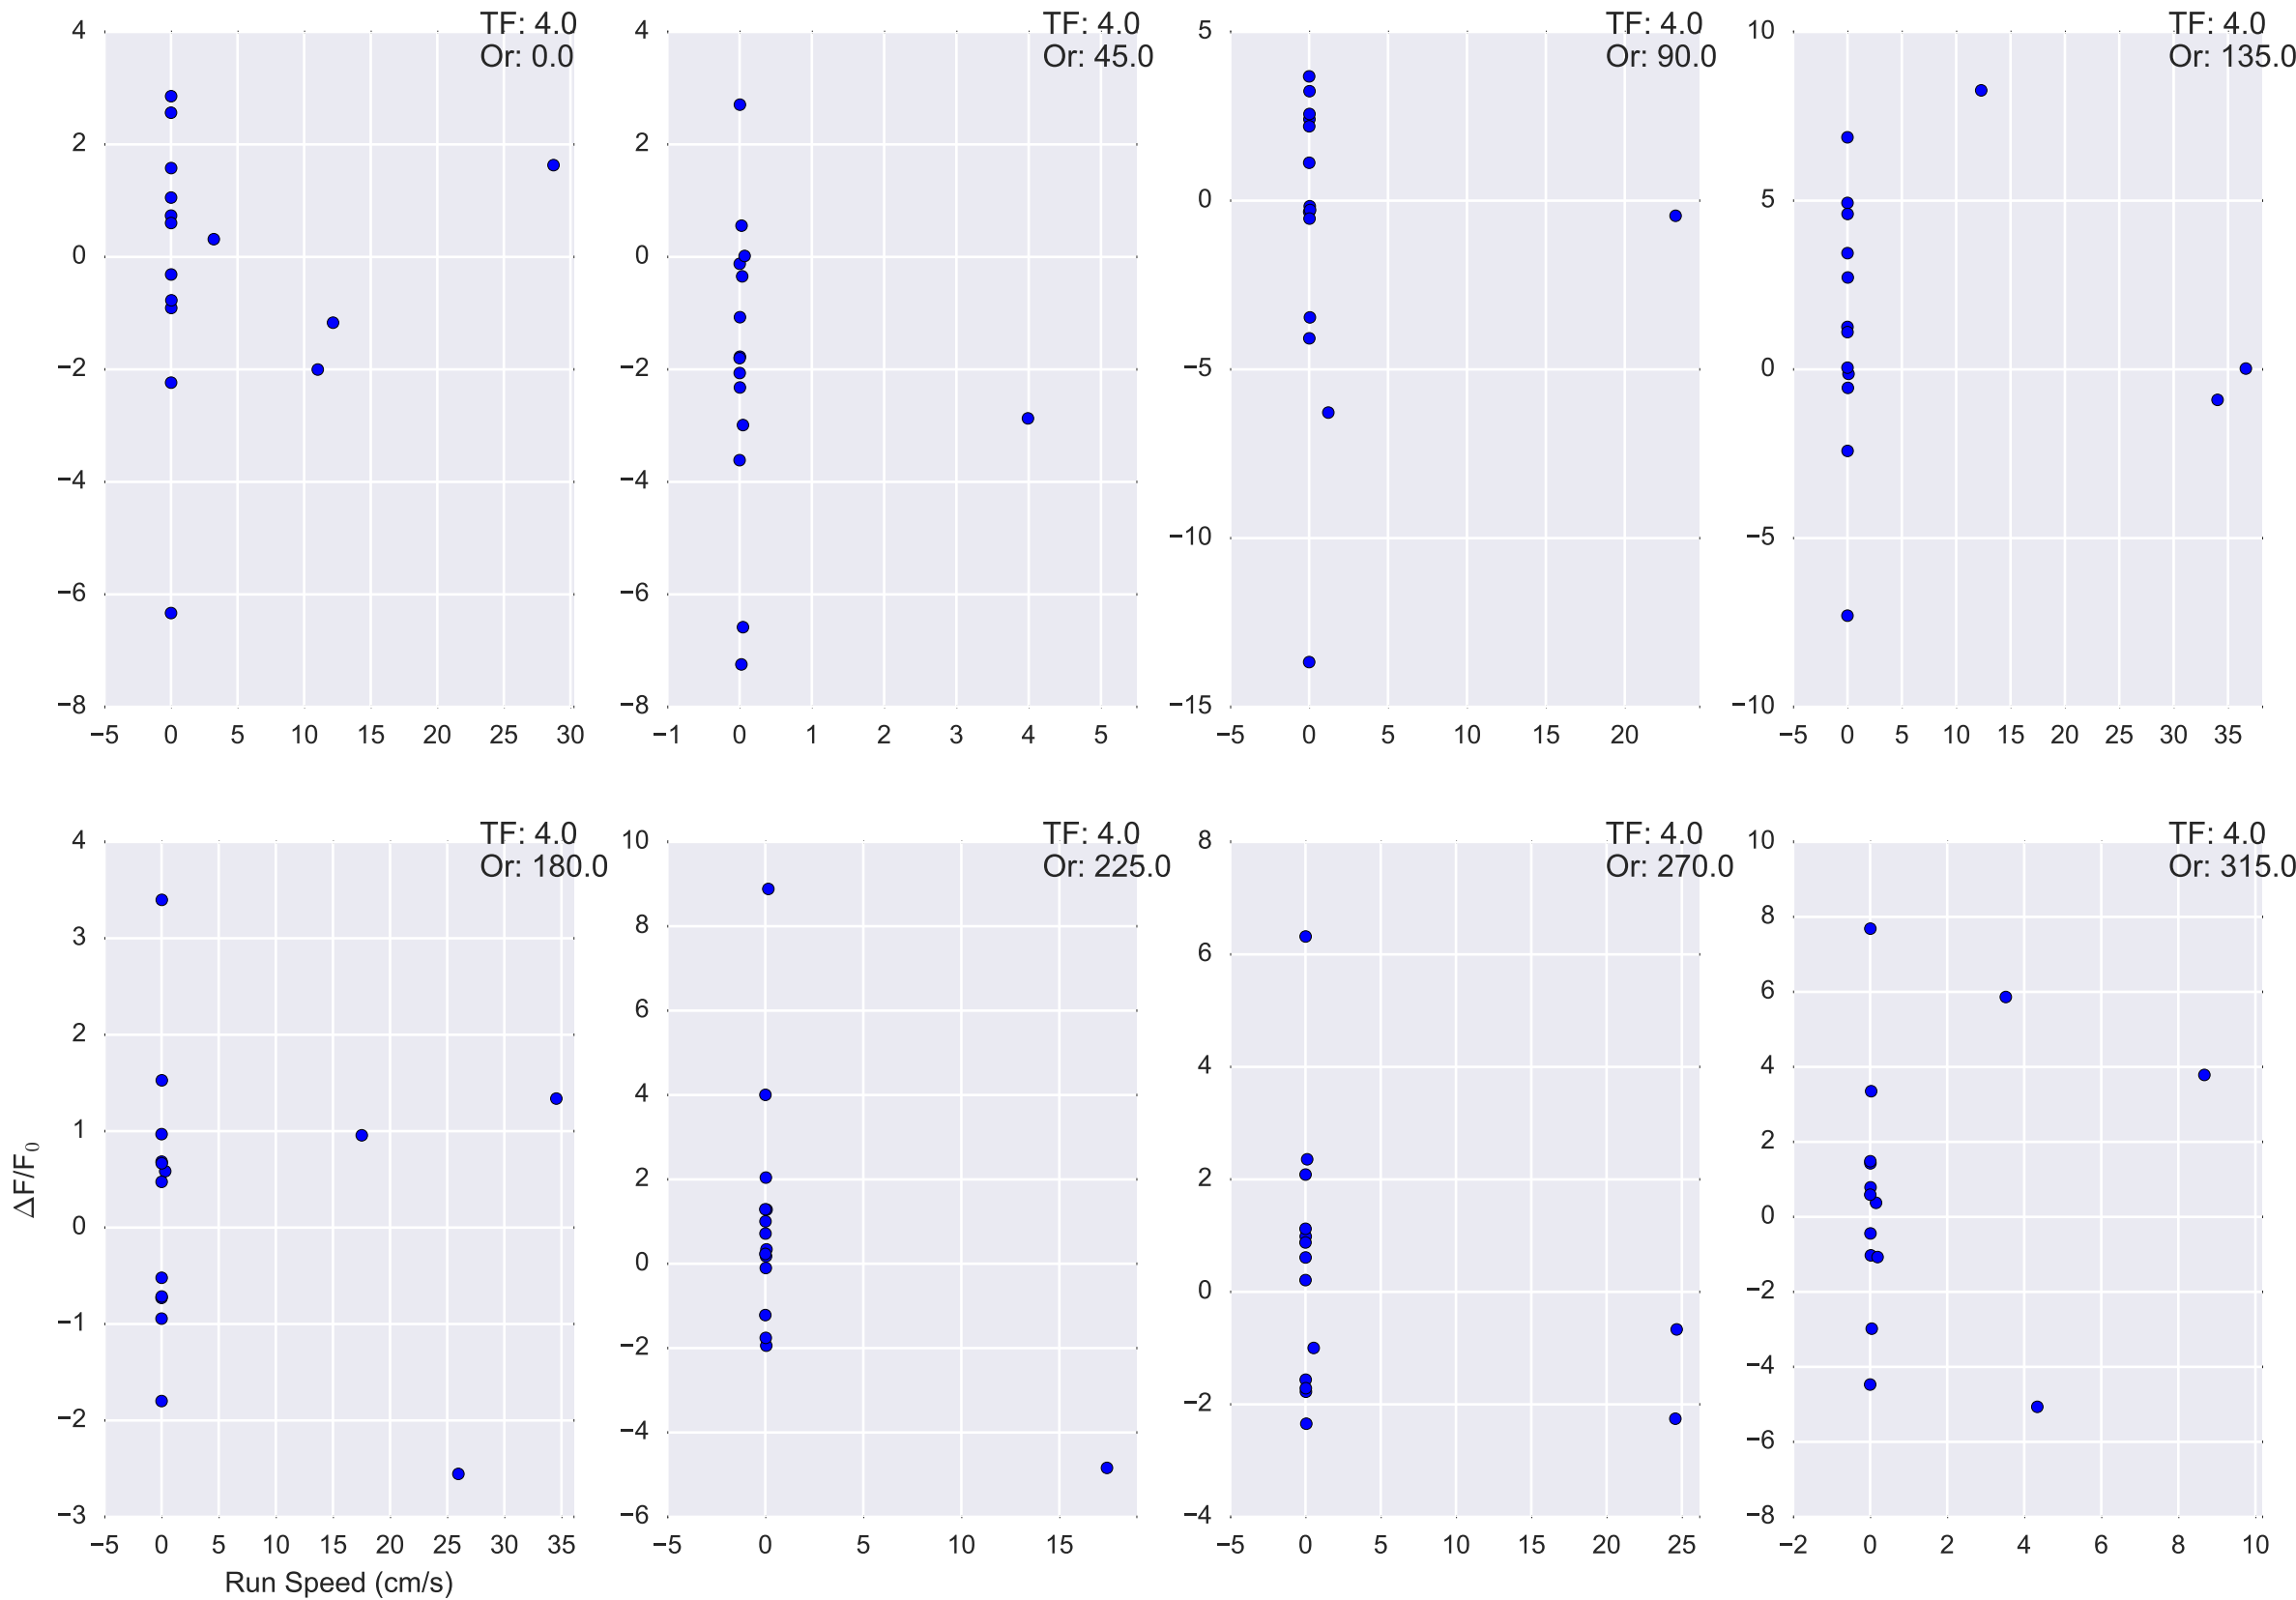 TF: 4.0
Or: 0.0
4
2
0
−2
−4
−6
−8
−5 0 5 10 15 20 25 30
TF: 4.0
Or: 45.0
4
2
0
−2
−4
−6
−8
−1 0 1 2 3 4 5
TF: 4.0
Or: 90.0
5
0
−5
−10
−15
−5 0 5 10 15 20
TF: 4.0
Or: 135.0
10
5
0
−5
−10
−5 0 5 10 15 20 25 30 35
TF: 4.0
Or: 180.0
4
3
2
1
0
−1
−2
−3
−5 0 5 10 15 20 25 30 35
ΔF/F₀
Run Speed (cm/s)
TF: 4.0
Or: 225.0
10
8
6
4
2
0
−2
−4
−6
−5 0 5 10 15
TF: 4.0
Or: 270.0
8
6
4
2
0
−2
−4
−5 0 5 10 15 20 25
TF: 4.0
Or: 315.0
10
8
6
4
2
0
−2
−4
−6
−8
−2 0 2 4 6 8 10